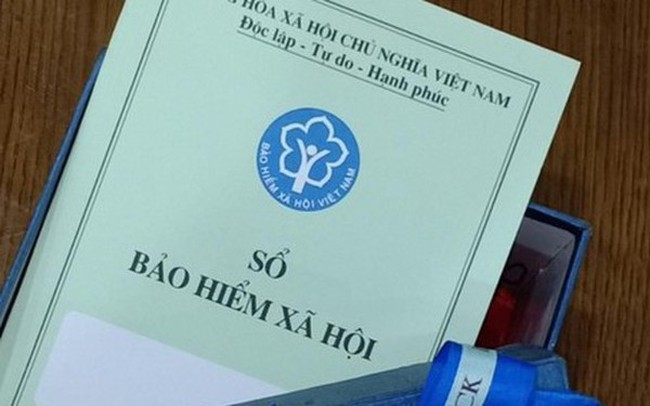 HÒA XÃ HỘI CHỦ NGHĨA VIỆT NAM
Độc lập - Tự do - Hạnh phúc
BẢO HIỂM XÃ HỘI VIỆT NAM
SỔ
BẢO HIỂM XÃ HỘI